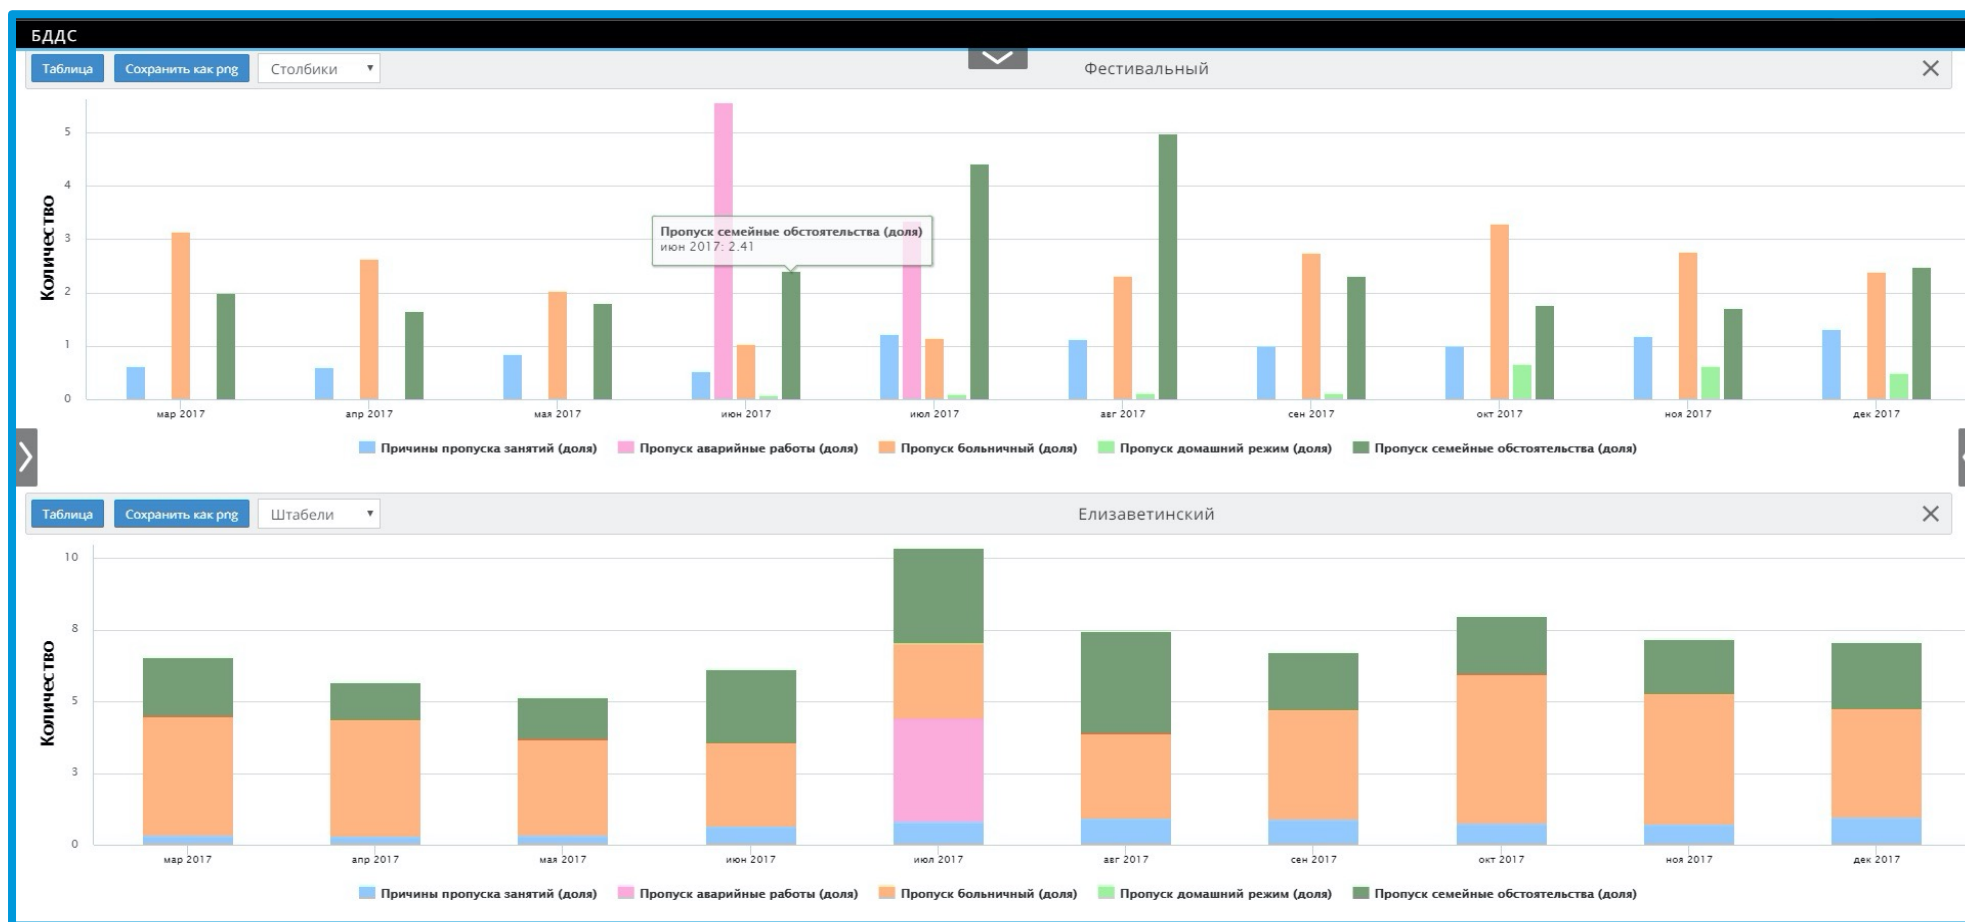 БДДС
Таблица Сохранить как png Столбики Фестивальный
5
4
3
2
1
0
Количество
Пропуск семейные обстоятельства (доля)
июн 2017: 2.41
мар 2017 апр 2017 мая 2017 июн 2017 июл 2017 авг 2017 сен 2017 окт 2017 ноя 2017 дек 2017
Причины пропуска занятий (доля) Пропуск аварийные работы (доля) Пропуск больничный (доля) Пропуск домашний режим (доля) Пропуск семейные обстоятельства (доля)
Таблица Сохранить как png Штабели Елизаветинский
10
8
5
3
0
Количество
мар 2017 апр 2017 мая 2017 июн 2017 июл 2017 авг 2017 сен 2017 окт 2017 ноя 2017 дек 2017
Причины пропуска занятий (доля) Пропуск аварийные работы (доля) Пропуск больничный (доля) Пропуск домашний режим (доля) Пропуск семейные обстоятельства (доля)